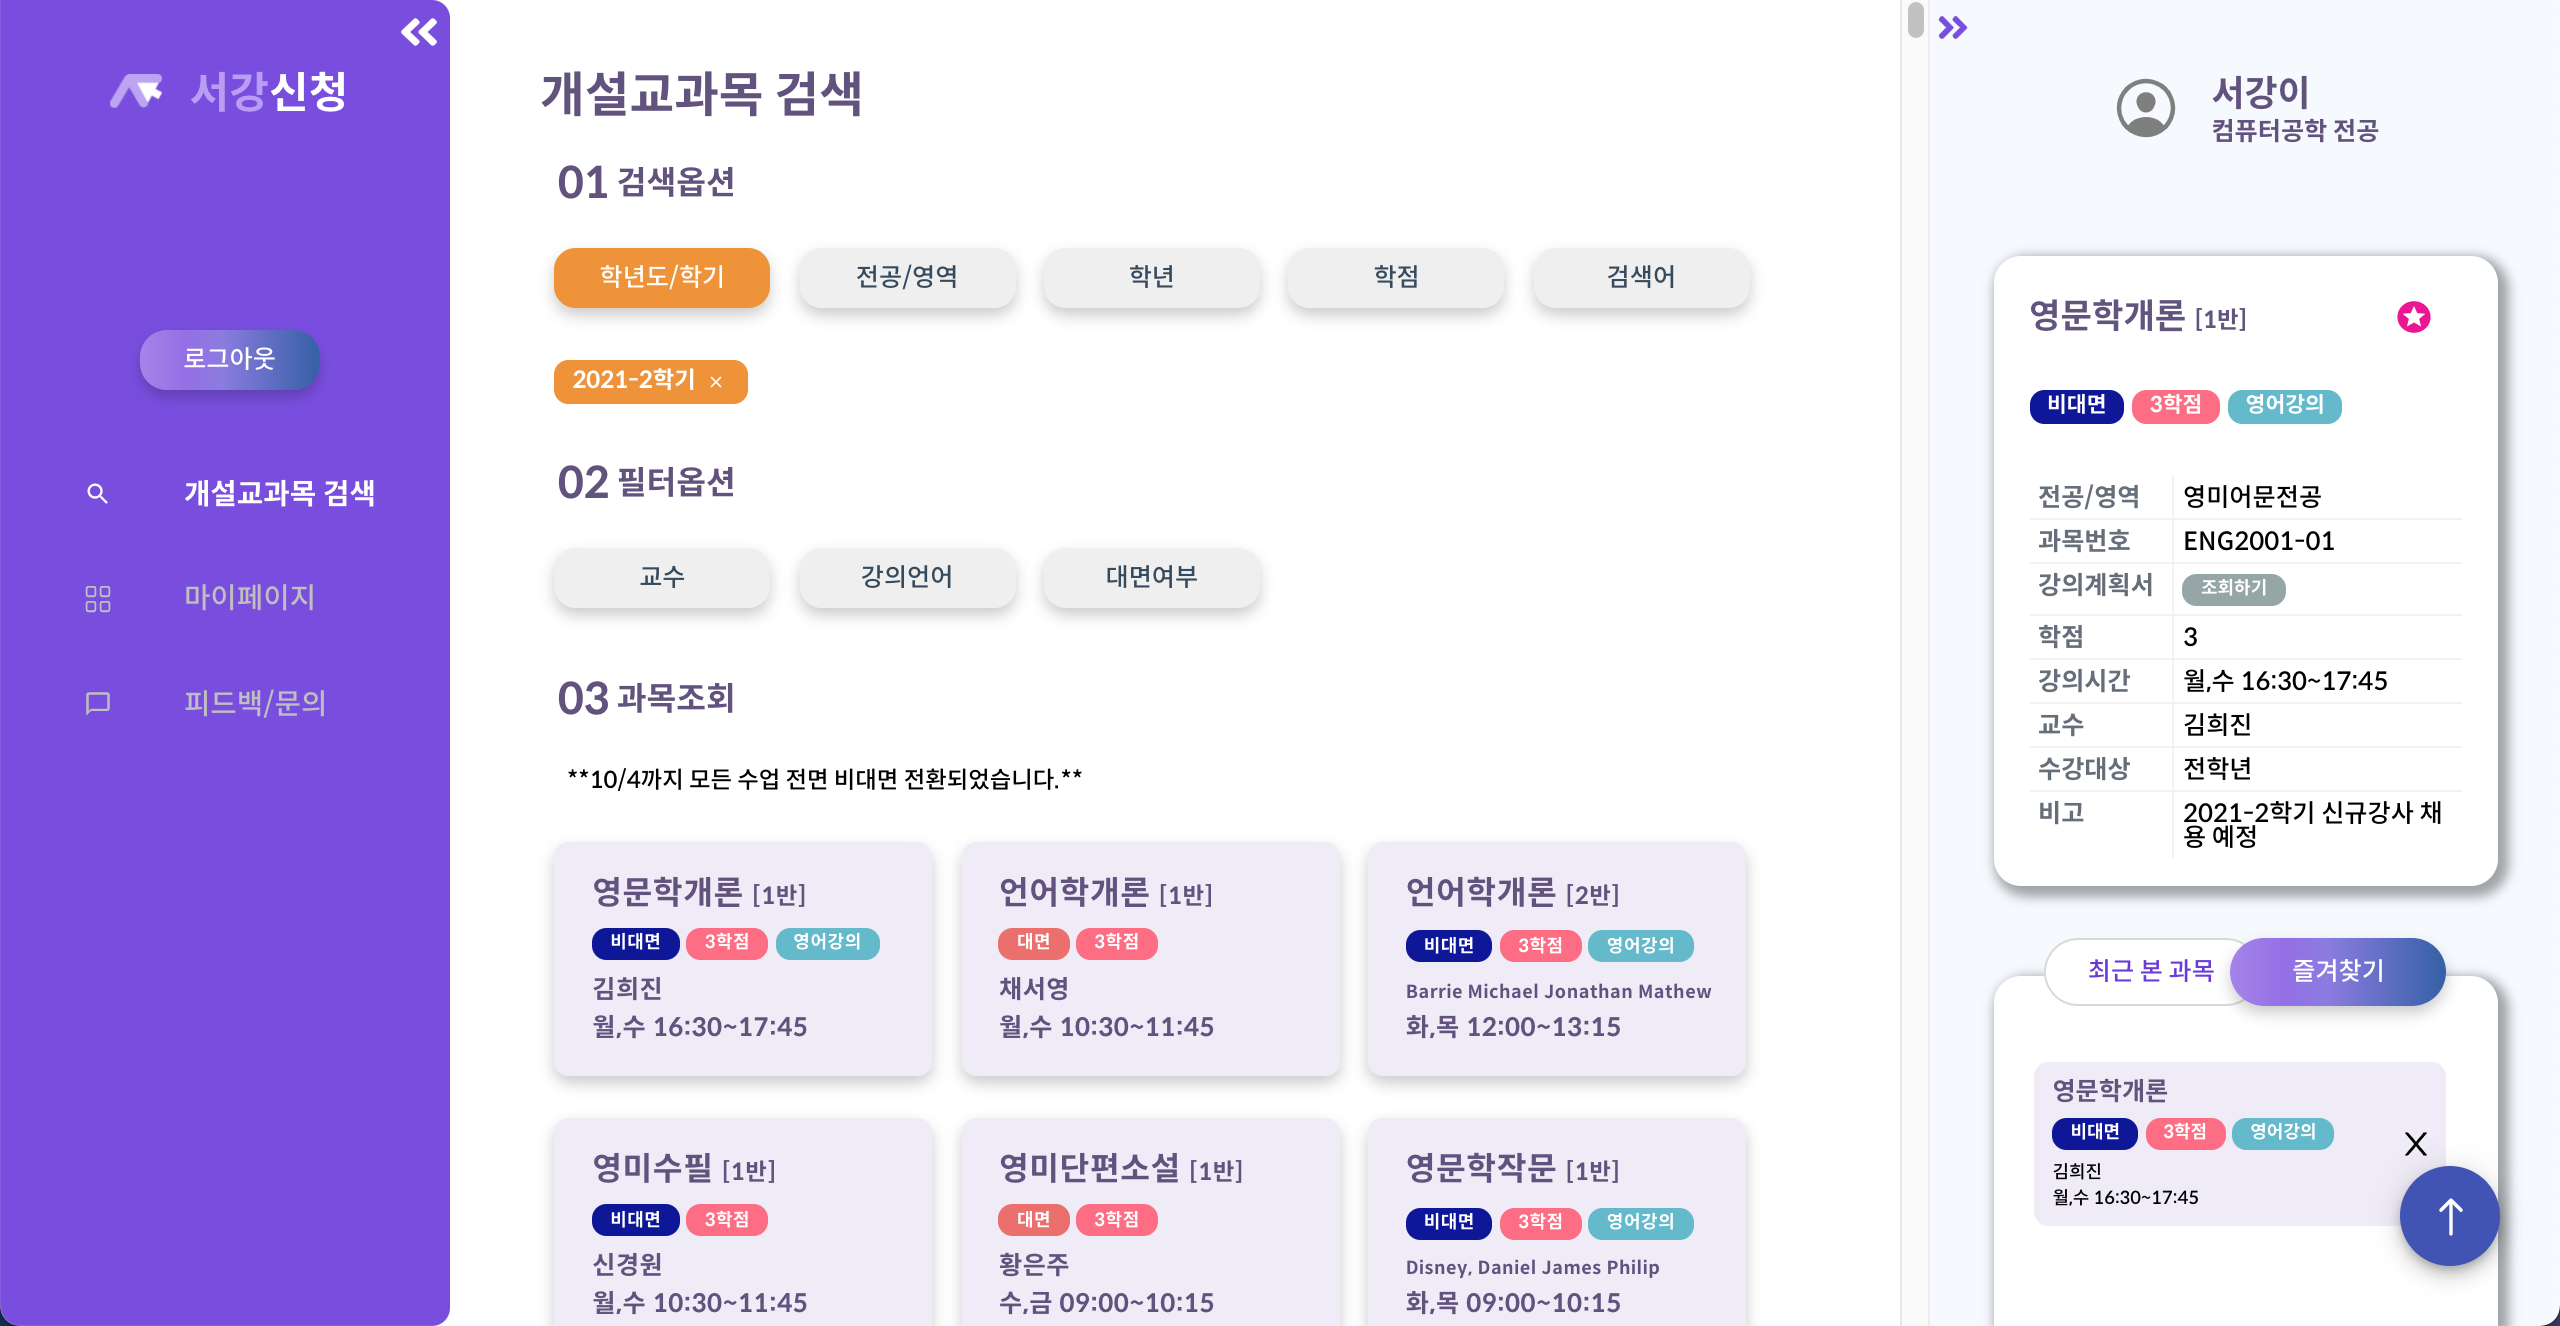 서강신청
로그아웃
개설교과목 검색
마이페이지
피드백/문의
개설교과목 검색
01 검색옵션
학년도/학기
전공/영역
학년
학점
검색어
2021-2학기 ×
02 필터옵션
교수
강의언어
대면여부
03 과목조회
**10/4까지 모든 수업 전면 비대면 전환되었습니다.**
영문학개론 [1반]
비대면 3학점 영어강의
김희진
월,수 16:30~17:45
언어학개론 [1반]
대면 3학점
채서영
월,수 10:30~11:45
언어학개론 [2반]
비대면 3학점 영어강의
Barrie Michael Jonathan Mathew
화,목 12:00~13:15
영미수필 [1반]
비대면 3학점
신경원
월,수 10:30~11:45
영미단편소설 [1반]
대면 3학점
황은주
수,금 09:00~10:15
영문학작문 [1반]
비대면 3학점 영어강의
Disney, Daniel James Philip
화,목 09:00~10:15
서강이
컴퓨터공학 전공
영문학개론 [1반]
비대면 3학점 영어강의
전공/영역 영미어문전공
과목번호 ENG2001-01
강의계획서 조회하기
학점 3
강의시간 월,수 16:30~17:45
교수 김희진
수강대상 전학년
비고 2021-2학기 신규강사 채
용 예정
최근 본 과목 즐겨찾기
영문학개론
비대면 3학점 영어강의
X
김희진
월,수 16:30~17:45